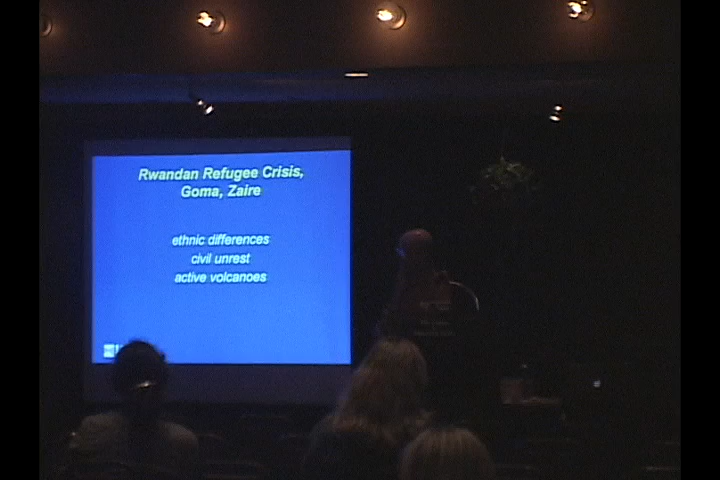 Rwandan Refugee Crisis,
Goma, Zaire
ethnic differences
civil unrest
active volcanoes